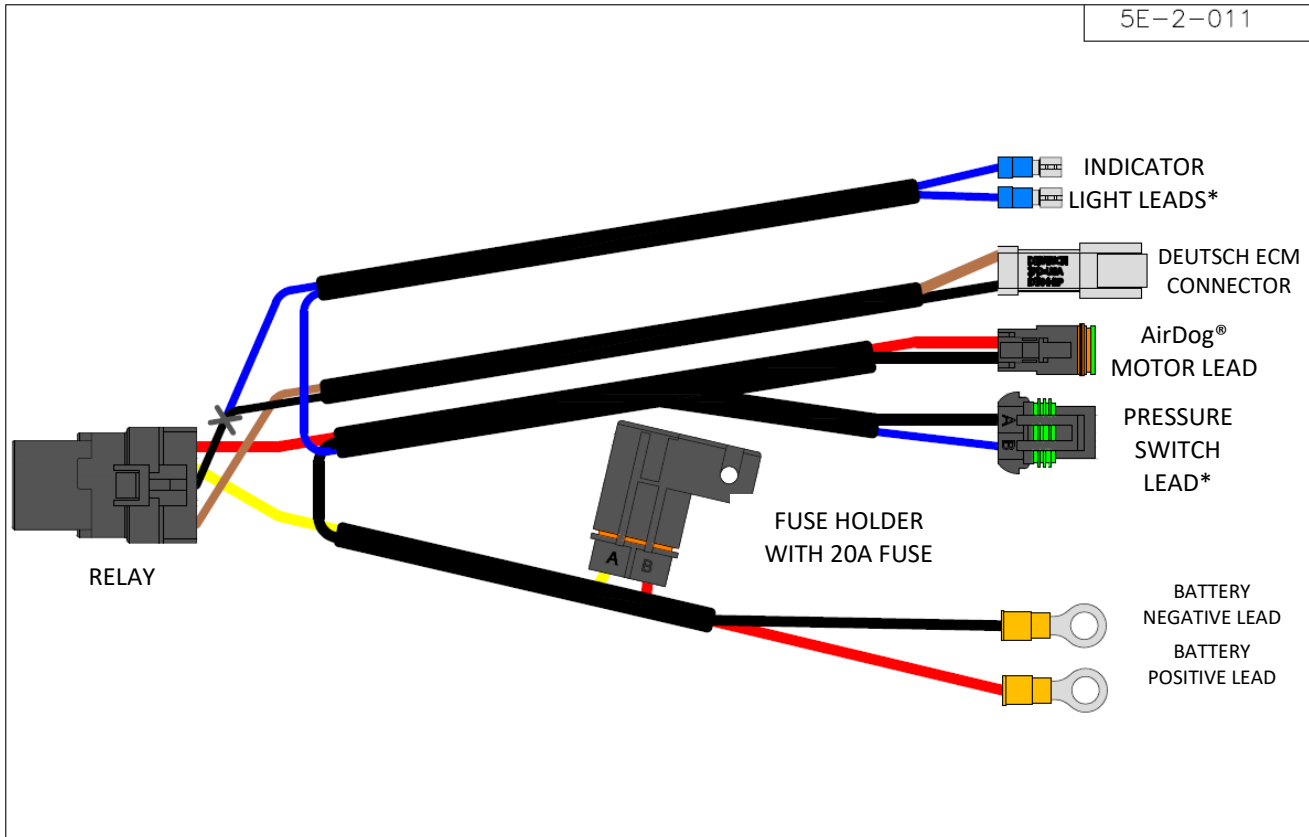 5E-2-011
INDICATOR
LIGHT LEADS*
DEUTSCH ECM
CONNECTOR
AirDog®
MOTOR LEAD
A
B
PRESSURE
SWITCH
LEAD*
FUSE HOLDER
WITH 20A FUSE
A B
RELAY
BATTERY
NEGATIVE LEAD
BATTERY
POSITIVE LEAD